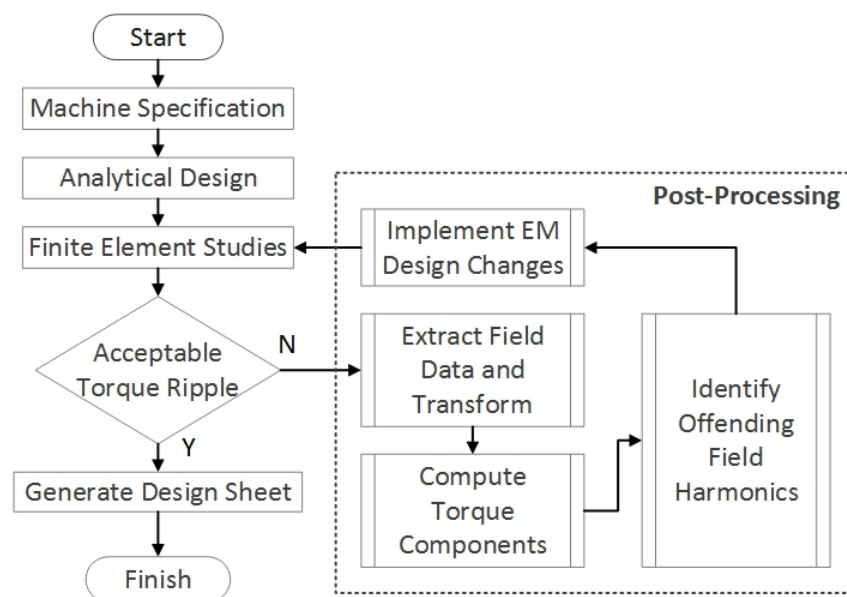 Start
Machine Specification
Analytical Design
Finite Element Studies
Acceptable
Torque Ripple
N
Y
Generate Design Sheet
Finish
Post-Processing
Implement EM
Design Changes
Extract Field
Data and
Transform
Compute
Torque
Components
Identify
Offending
Field
Harmonics